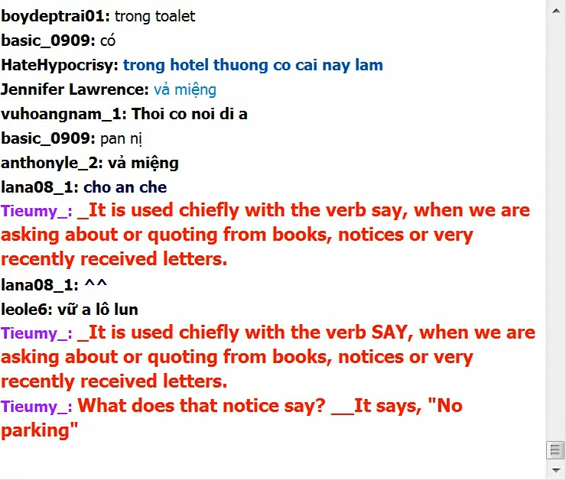 boydeptrai01: trong toalet
basic_0909: có
HateHypocrisy: trong hotel thuong co cai nay lam
Jennifer Lawrence: vả miệng
vuhoangnam_1: Thoi co noi di a
basic_0909: pan nị
anthonyle_2: vả miệng
lana08_1: cho an che
Tieumy_: _It is used chiefly with the verb say, when we are
asking about or quoting from books, notices or very
recently received letters.
lana08_1: ^^
leole6: vữ a lô lun
Tieumy_: _It is used chiefly with the verb SAY, when we are
asking about or quoting from books, notices or very
recently received letters.
Tieumy_: What does that notice say? __It says, "No
parking"